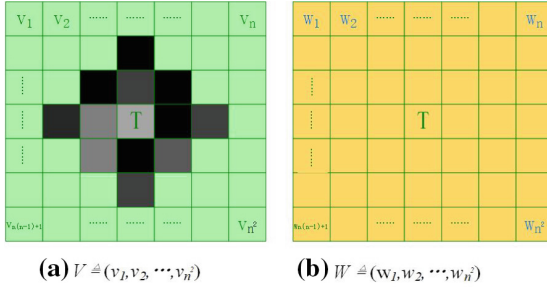 V₁ V₂ ...... ...... ...... Vₙ
......
......
T
......
Vₙ(ₙ₋₁)₊₁ ...... ...... ...... Vₙ²
W₁ W₂ ...... ...... ...... Wₙ
......
......
T
......
Wₙ(ₙ₋₁)₊₁ ...... ...... ...... Wₙ²
(a) V ≜ (v₁,v₂,⋯,vₙ²)
(b) W ≜ (w₁,w₂,⋯,wₙ²)